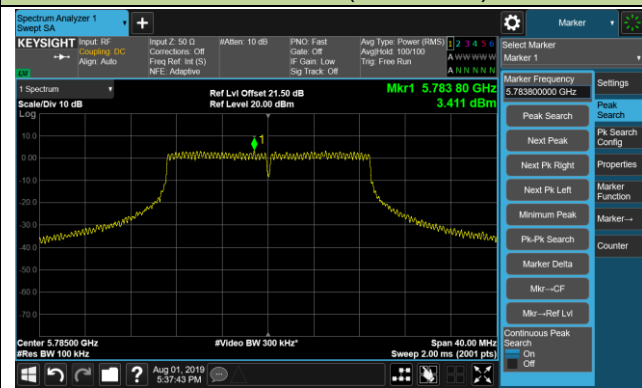 Spectrum Analyzer 1
Swept SA
Marker
KEYSIGHT
Input: RF
Coupling: DC
Align: Auto
Input Z: 50 Ω
Corrections: Off
Freq Ref: Int (S)
NFE: Adaptive
#Atten: 10 dB
PNO: Fast
Gate: Off
IF Gain: Low
Sig Track: Off
Avg Type: Power (RMS)
Avg|Hold: 100/100
Trig: Free Run
1 2 3 4 5 6
A W W W W W
A N N N N N
LXI
Select Marker
Marker 1
1 Spectrum
Scale/Div 10 dB
Log
Ref Lvl Offset 21.50 dB
Ref Level 20.00 dBm
Mkr1 5.783 80 GHz
3.411 dBm
10.0
0.00
-10.0
-20.0
-30.0
-40.0
-50.0
-60.0
-70.0
1
Center 5.78500 GHz
#Res BW 100 kHz
#Video BW 300 kHz*
Span 40.00 MHz
Sweep 2.00 ms (2001 pts)
Marker Frequency
5.783800000 GHz
Peak Search
Next Peak
Next Pk Right
Next Pk Left
Minimum Peak
Pk-Pk Search
Marker Delta
Mkr→CF
Mkr→Ref Lvl
Continuous Peak
Search
On
Off
Settings
Peak
Search
Pk Search
Config
Properties
Marker
Function
Marker→
Counter
?
Aug 01, 2019
5:37:43 PM